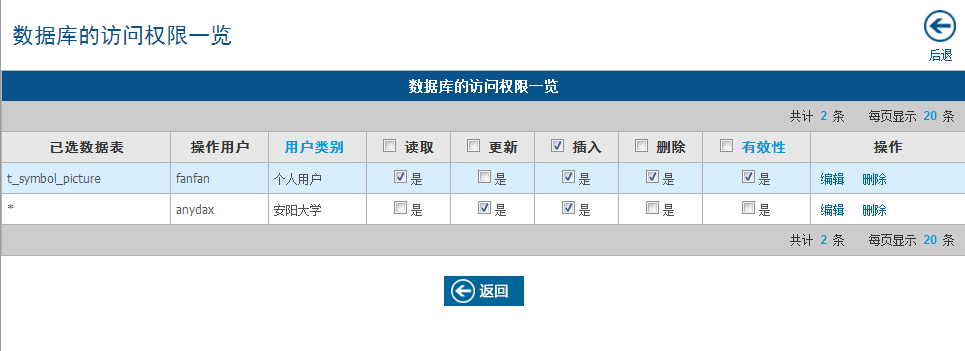 数据库的访问权限一览
后退
数据库的访问权限一览
共计 2 条 每页显示 20 条
已选数据表 操作用户 用户类别 读取 更新 插入 删除 有效性 操作
t_symbol_picture fanfan 个人用户 是 是 是 是 是 编辑 删除
* anydax 安阳大学 是 是 是 是 是 编辑 删除
共计 2 条 每页显示 20 条
返回